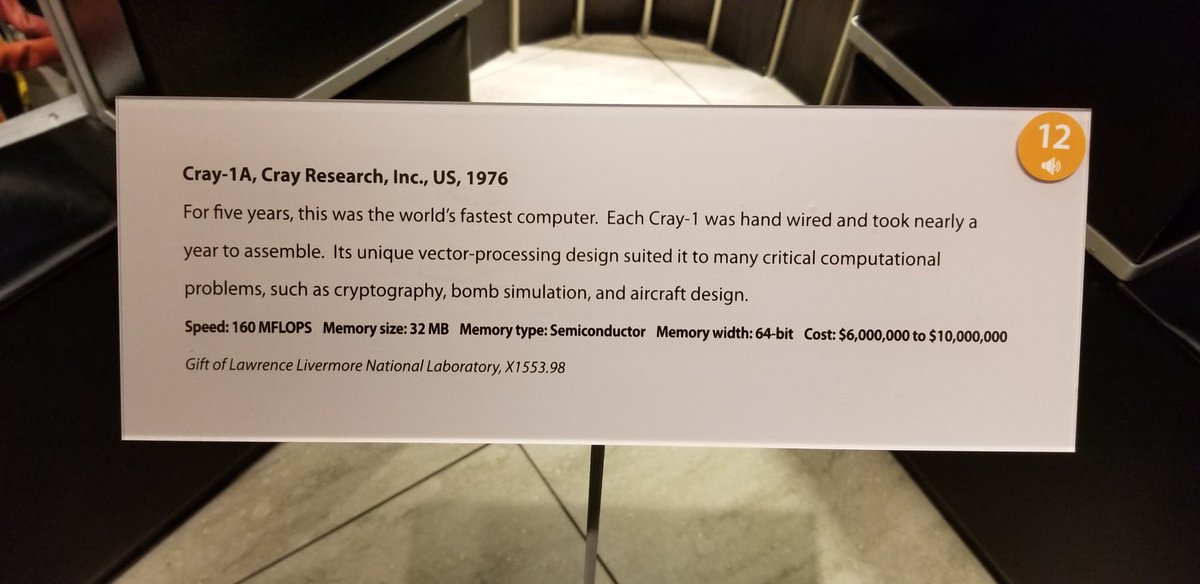 12
Cray-1A, Cray Research, Inc., US, 1976
For five years, this was the world's fastest computer. Each Cray-1 was hand wired and took nearly a
year to assemble. Its unique vector-processing design suited it to many critical computational
problems, such as cryptography, bomb simulation, and aircraft design.
Speed: 160 MFLOPS Memory size: 32 MB Memory type: Semiconductor Memory width: 64-bit Cost: $6,000,000 to $10,000,000
Gift of Lawrence Livermore National Laboratory, X1553.98